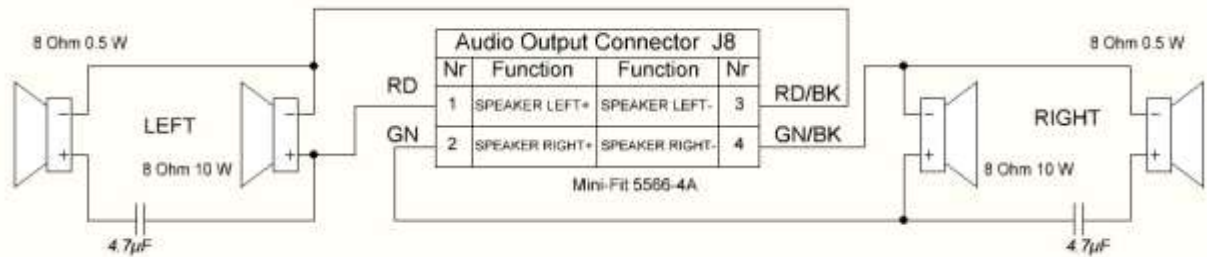 8 Ohm 0.5 W
8 Ohm 0.5 W
Audio Output Connector J8
Nr Function Function Nr
RD 1 SPEAKER LEFT+ SPEAKER LEFT- 3 RD/BK
GN 2 SPEAKER RIGHT+ SPEAKER RIGHT- 4 GN/BK
Mini-Fit 5566-4A
− − − −
LEFT
RIGHT
+ + + +
8 Ohm 10 W
8 Ohm 10 W
4.7µF
4.7µF